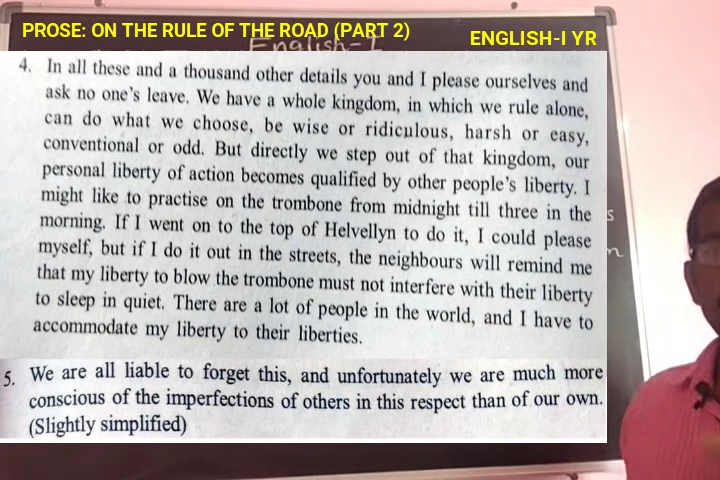 PROSE: ON THE RULE OF THE ROAD (PART 2)
ENGLISH-I YR
English-I
4. In all these and a thousand other details you and I please ourselves and
ask no one's leave. We have a whole kingdom, in which we rule alone,
can do what we choose, be wise or ridiculous, harsh or easy,
conventional or odd. But directly we step out of that kingdom, our
personal liberty of action becomes qualified by other people's liberty. I
might like to practise on the trombone from midnight till three in the
morning. If I went on to the top of Helvellyn to do it, I could please
myself, but if I do it out in the streets, the neighbours will remind me
that my liberty to blow the trombone must not interfere with their liberty
to sleep in quiet. There are a lot of people in the world, and I have to
accommodate my liberty to their liberties.
5. We are all liable to forget this, and unfortunately we are much more
conscious of the imperfections of others in this respect than of our own.
(Slightly simplified)